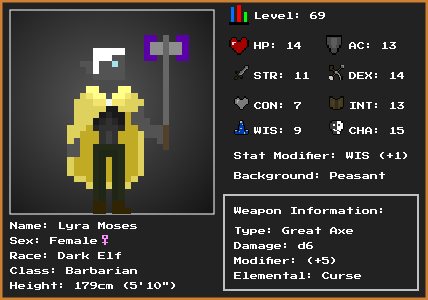 Level: 69
HP: 14
AC: 13
STR: 11
DEX: 14
CON: 7
INT: 13
WIS: 9
CHA: 15
Stat Modifier: WIS (+1)
Background: Peasant
Name: Lyra Moses
Sex: Female♀
Race: Dark Elf
Class: Barbarian
Height: 179cm (5'10")
Weapon Information:
Type: Great Axe
Damage: d6
Modifier: (+5)
Elemental: Curse